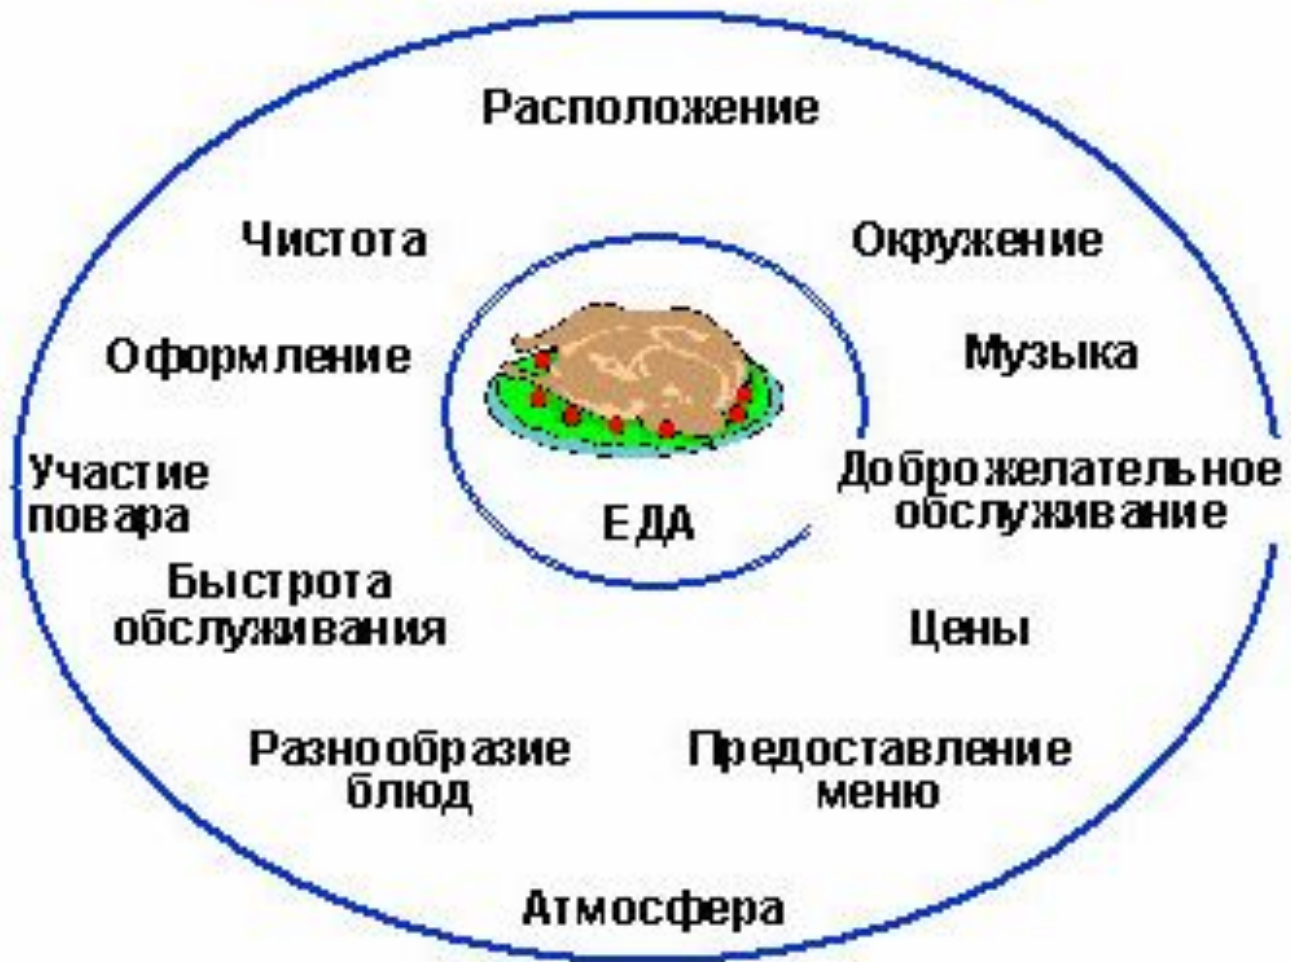 Расположение
Чистота
Окружение
Оформление
Музыка
Участие
повара
Доброжелательное
обслуживание
ЕДА
Быстрота
обслуживания
Цены
Разнообразие
блюд
Предоставление
меню
Атмосфера